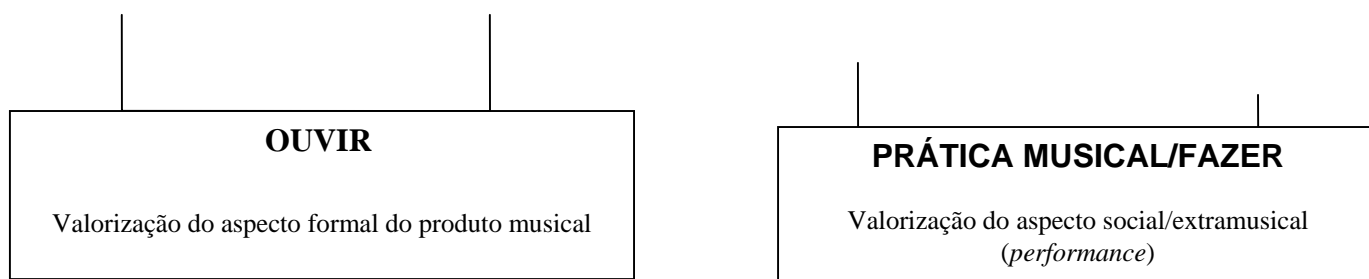 OUVIR
Valorização do aspecto formal do produto musical
PRÁTICA MUSICAL/FAZER
Valorização do aspecto social/extramusical
(performance)